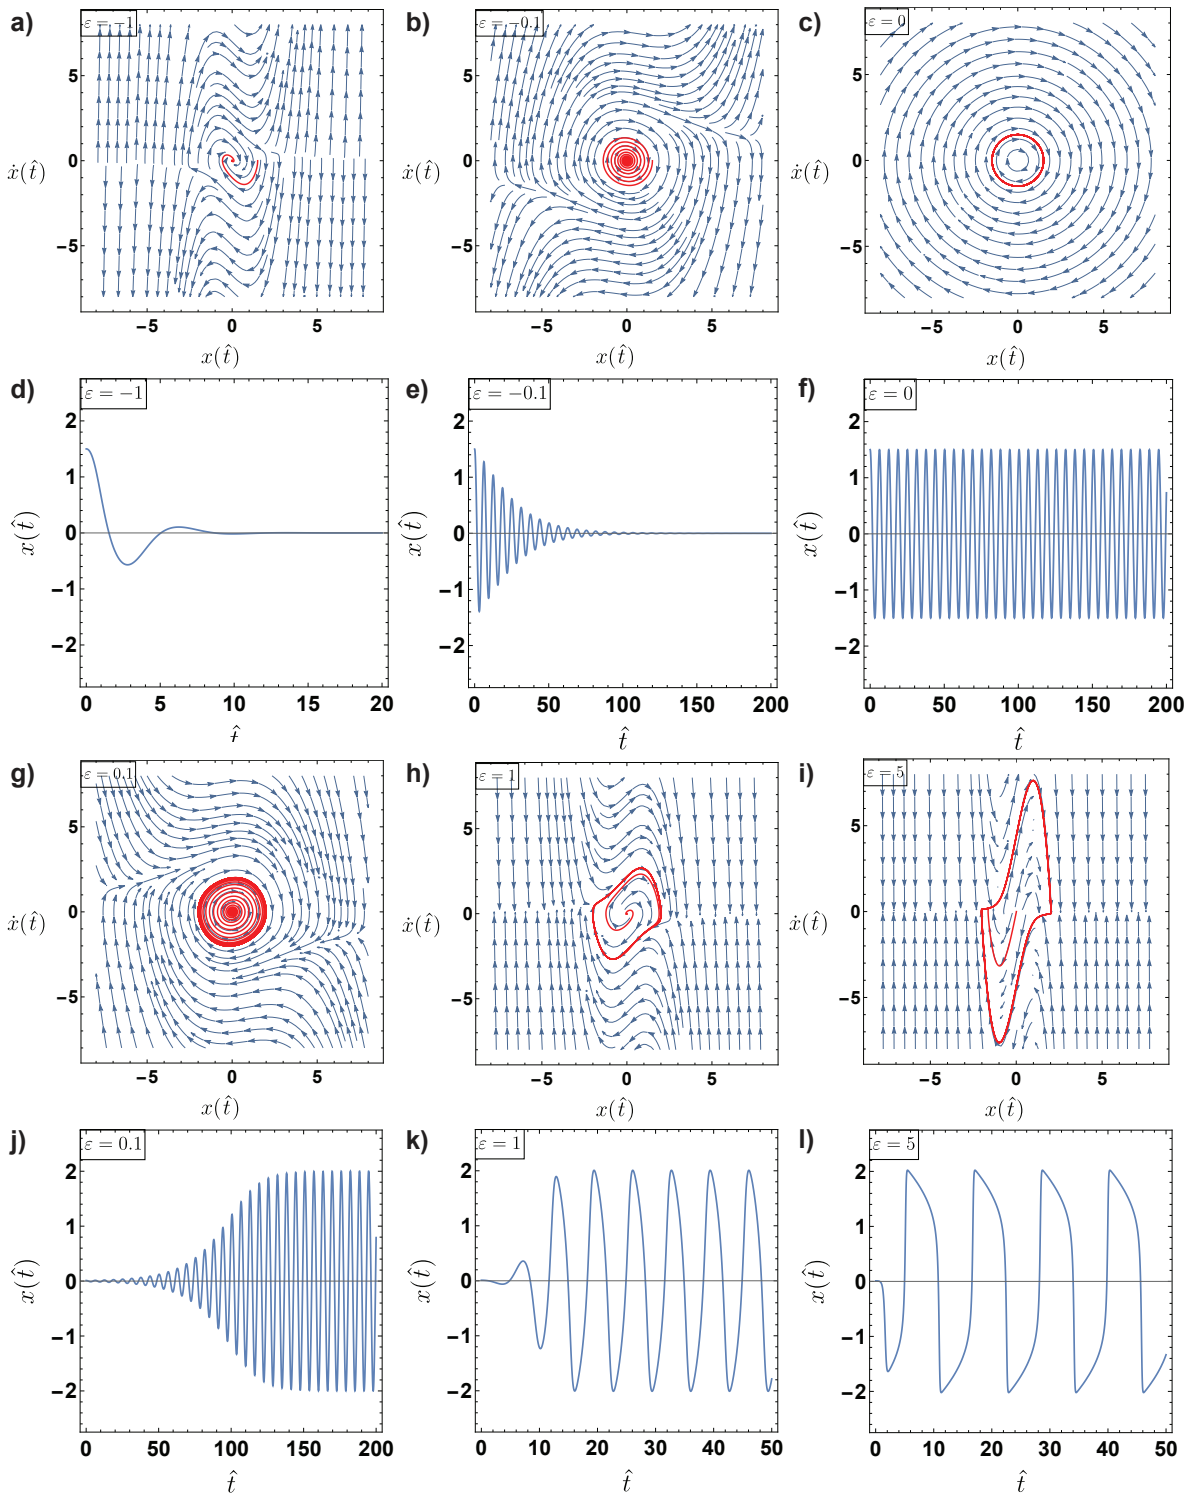 a) ε = −1 b) ε = −0.1 c) ε = 0
5 5 5
ẋ(t̂) 0 ẋ(t̂) 0 ẋ(t̂) 0
−5 −5 −5
−5 0 5 −5 0 5 −5 0 5
x(t̂) x(t̂) x(t̂)
d) ε = −1 e) ε = −0.1 f) ε = 0
2 2 2
1 1 1
x(t̂) 0 x(t̂) 0 x(t̂) 0
−1 −1 −1
−2 −2 −2
0 5 10 15 20 0 50 100 150 200 0 50 100 150 200
t̂ t̂ t̂
g) ε = 0.1 h) ε = 1 i) ε = 5
5 5 5
ẋ(t̂) 0 ẋ(t̂) 0 ẋ(t̂) 0
−5 −5 −5
−5 0 5 −5 0 5 −5 0 5
x(t̂) x(t̂) x(t̂)
j) ε = 0.1 k) ε = 1 l) ε = 5
2 2 2
1 1 1
x(t̂) 0 x(t̂) 0 x(t̂) 0
−1 −1 −1
−2 −2 −2
0 50 100 150 200 0 10 20 30 40 50 0 10 20 30 40 50
t̂ t̂ t̂